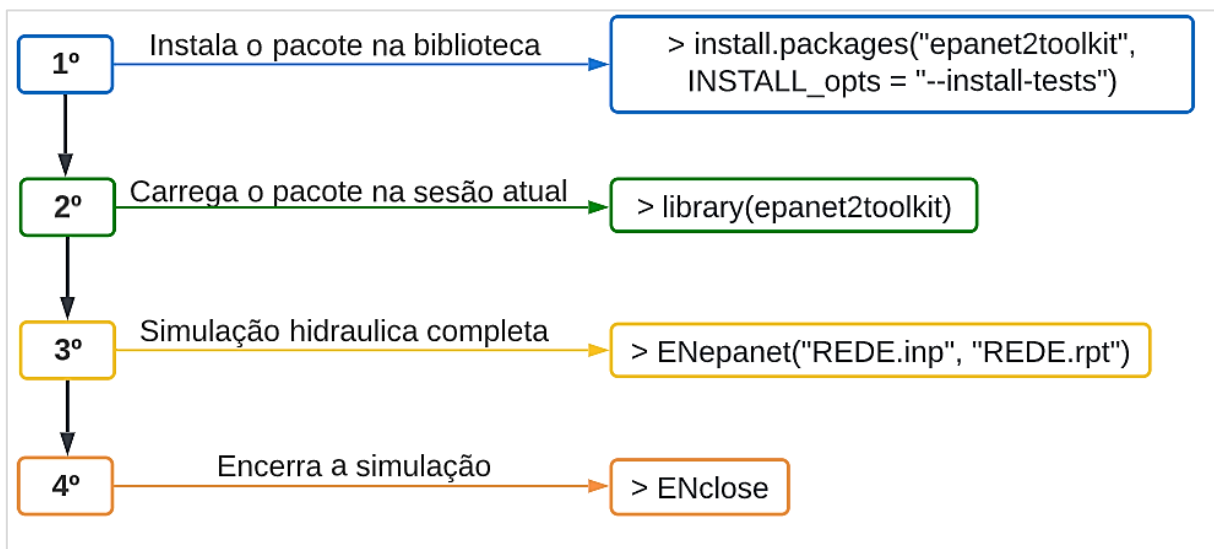 1º
Instala o pacote na biblioteca
> install.packages("epanet2toolkit",
INSTALL_opts = "--install-tests")
2º
Carrega o pacote na sesão atual
> library(epanet2toolkit)
3º
Simulação hidraulica completa
> ENepanet("REDE.inp", "REDE.rpt")
4º
Encerra a simulação
> ENclose